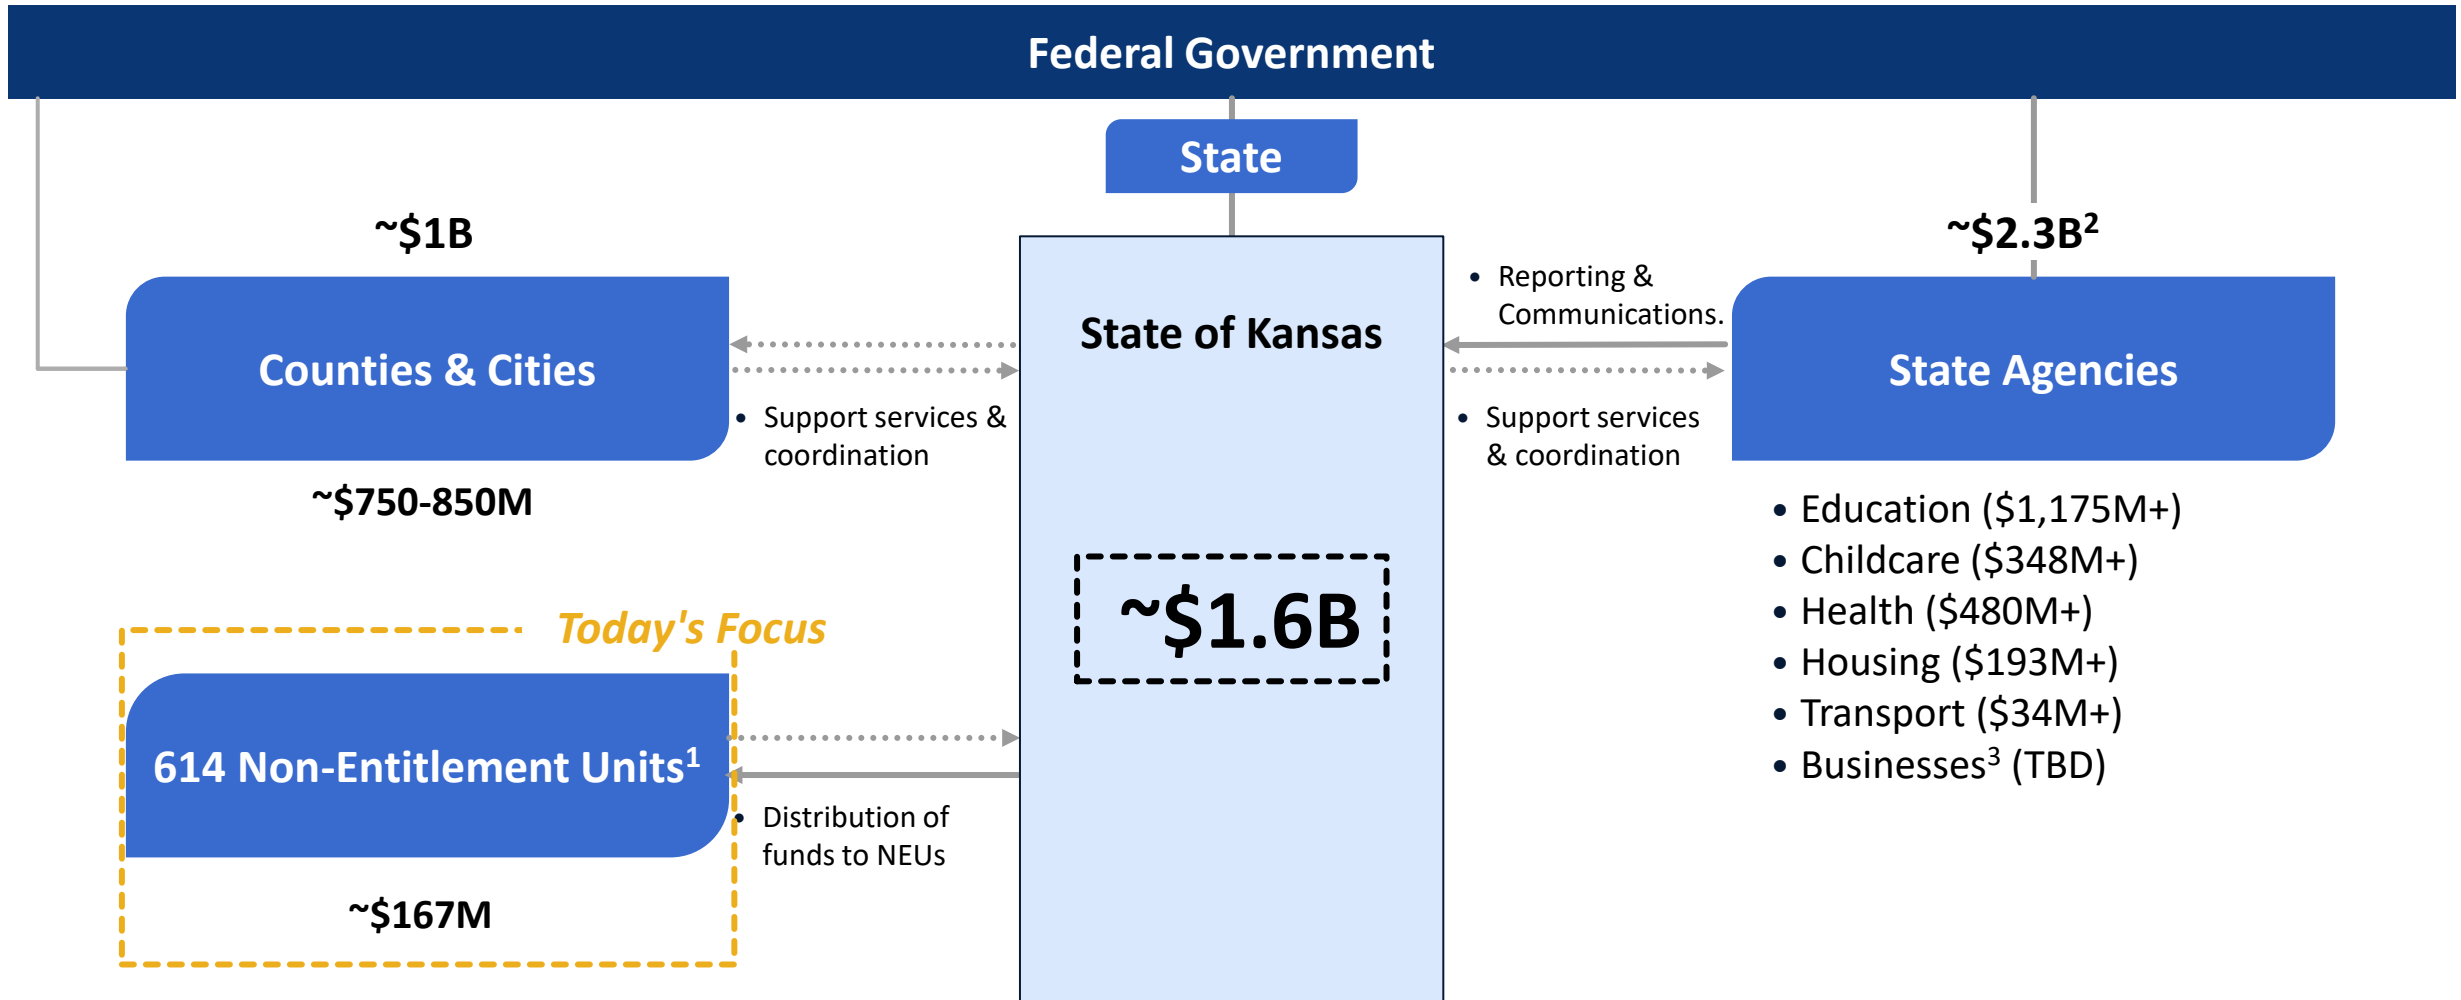 Federal Government
State
~$1B
Counties & Cities
~$750-850M
• Support services &
coordination
Today's Focus
614 Non-Entitlement Units¹
~$167M
• Distribution of
funds to NEUs
State of Kansas
~$1.6B
• Reporting &
Communications.
• Support services
& coordination
~$2.3B²
State Agencies
• Education ($1,175M+)
• Childcare ($348M+)
• Health ($480M+)
• Housing ($193M+)
• Transport ($34M+)
• Businesses³ (TBD)